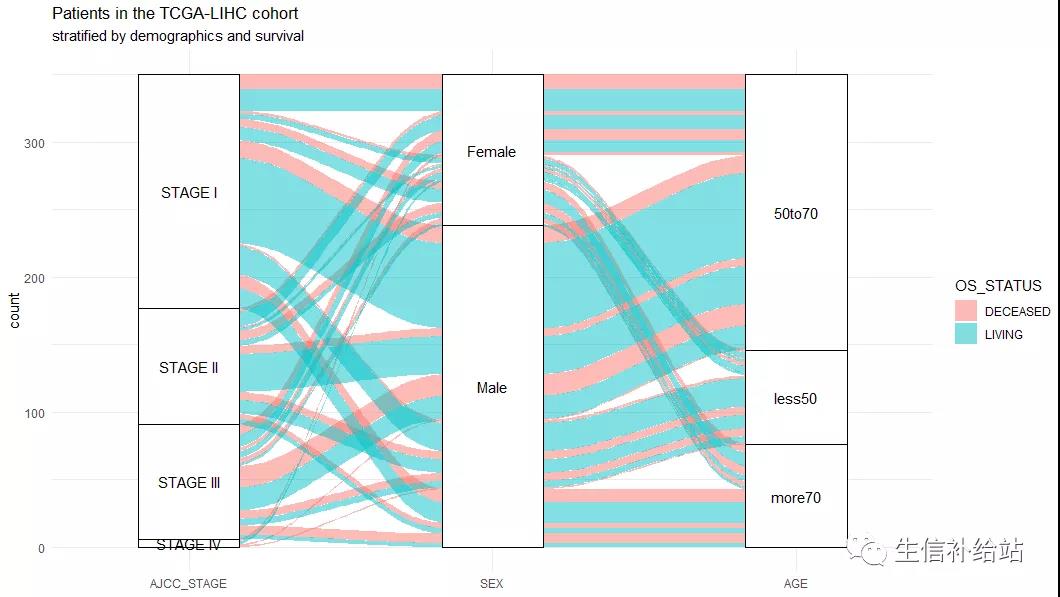 Patients in the TCGA-LIHC cohort
stratified by demographics and survival
count
300
200
100
0
STAGE I
STAGE II
STAGE III
STAGE IV
Female
Male
50to70
less50
more70
AJCC_STAGE
SEX
AGE
OS_STATUS
DECEASED
LIVING
生信补给站